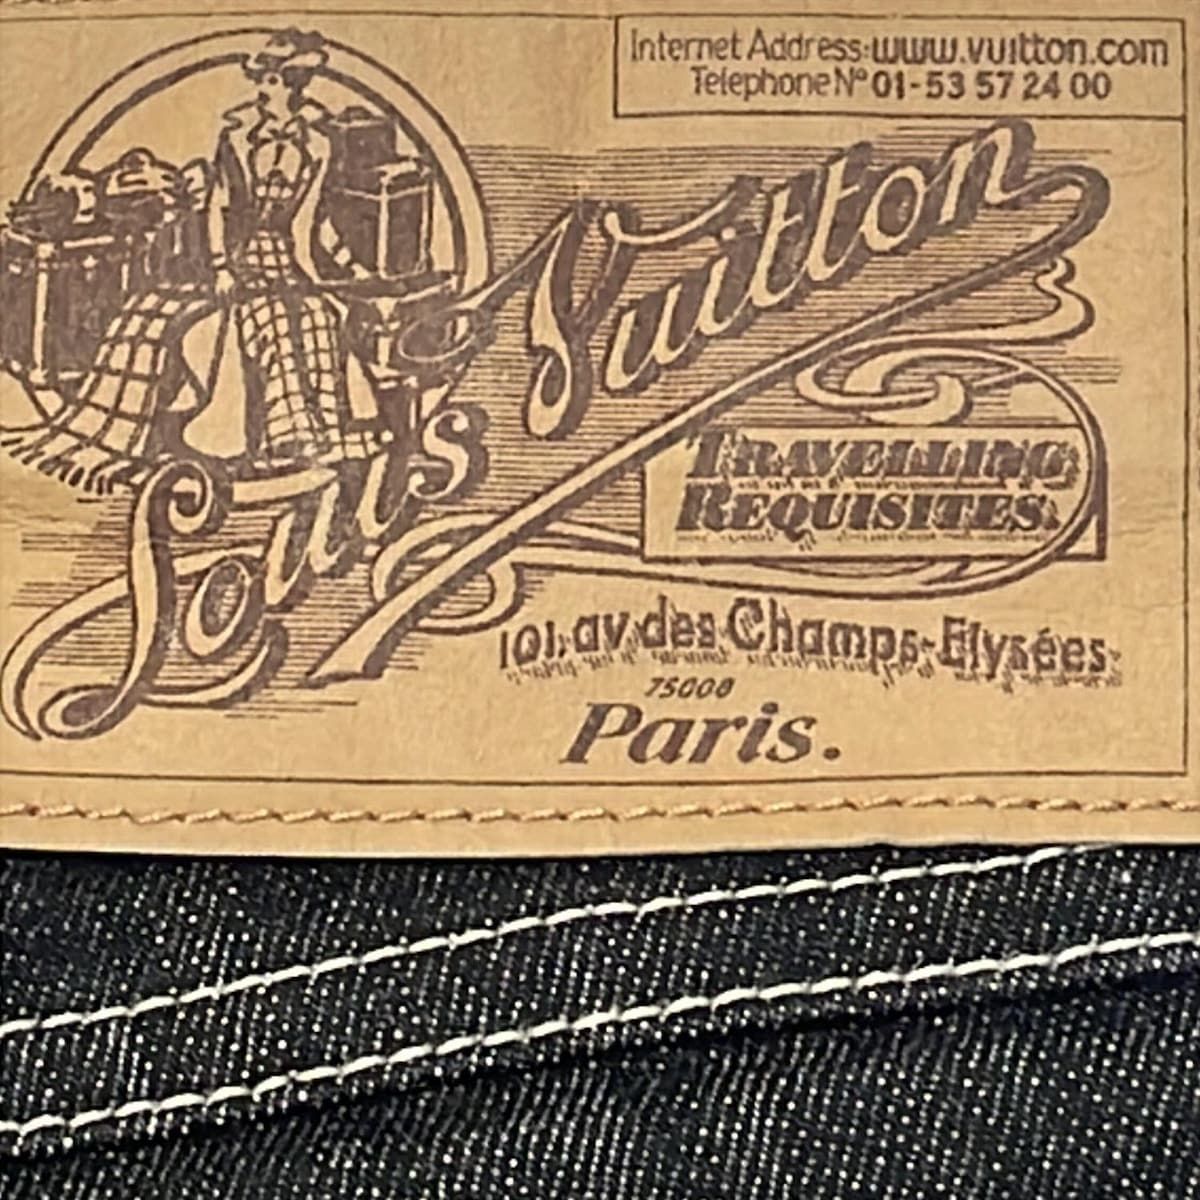 Internet Address:www.vuitton.com
Telephone Nº 01-53 57 24 00
Louis Vuitton
TRAVELLING
REQUISITES.
101. av des Champs-Elysées.
75008
Paris.